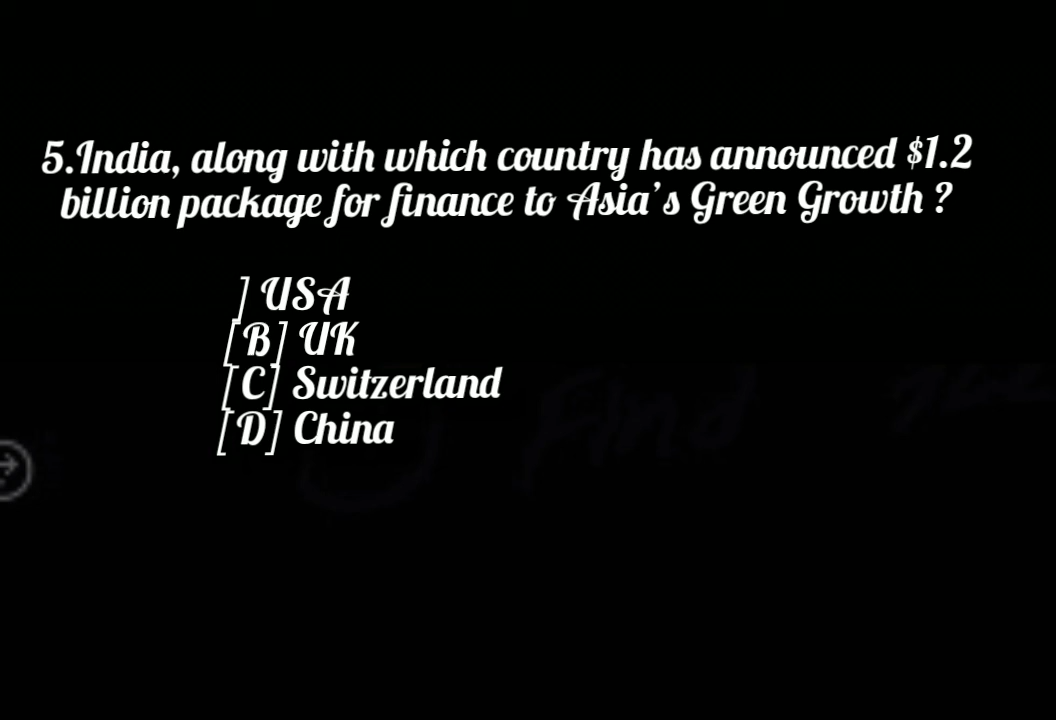 5.India, along with which country has announced $1.2
billion package for finance to Asia's Green Growth ?
] USA
[B] UK
[C] Switzerland
[D] China
Find